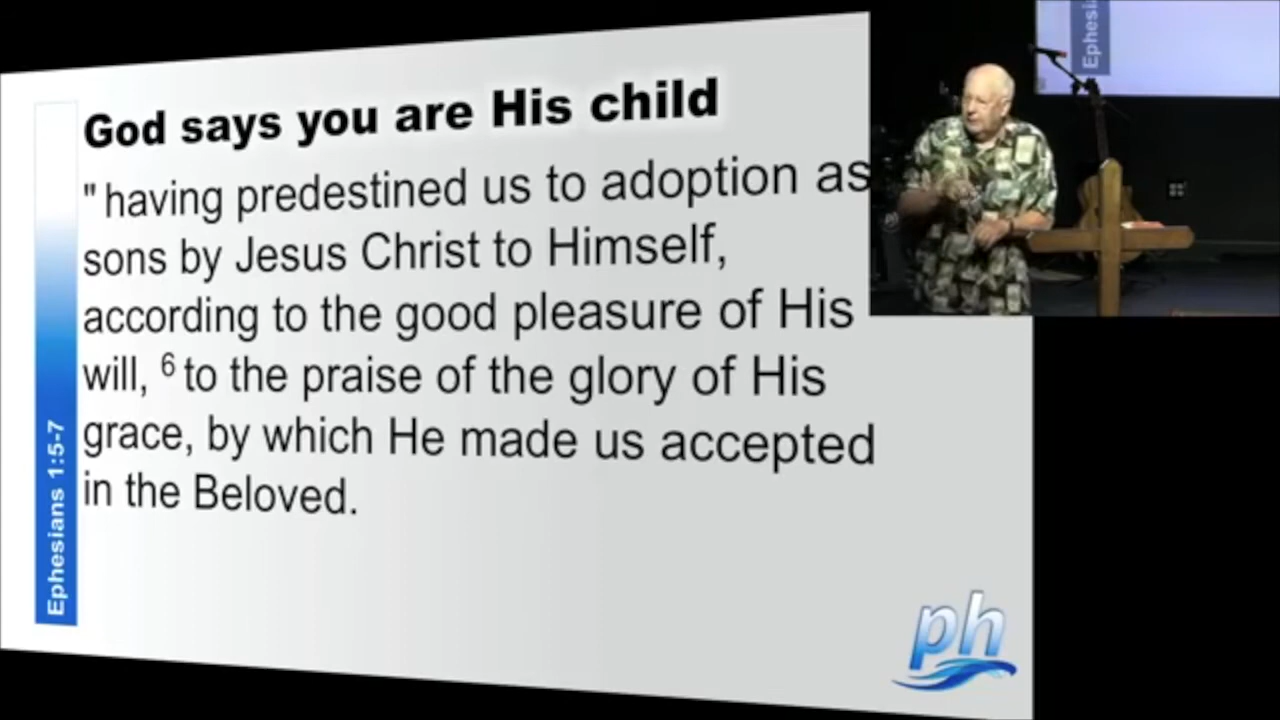 God says you are His child
" having predestined us to adoption as
sons by Jesus Christ to Himself,
according to the good pleasure of His
will, 6 to the praise of the glory of His
grace, by which He made us accepted
in the Beloved.
Ephesians 1:5-7
ph
Ephesia